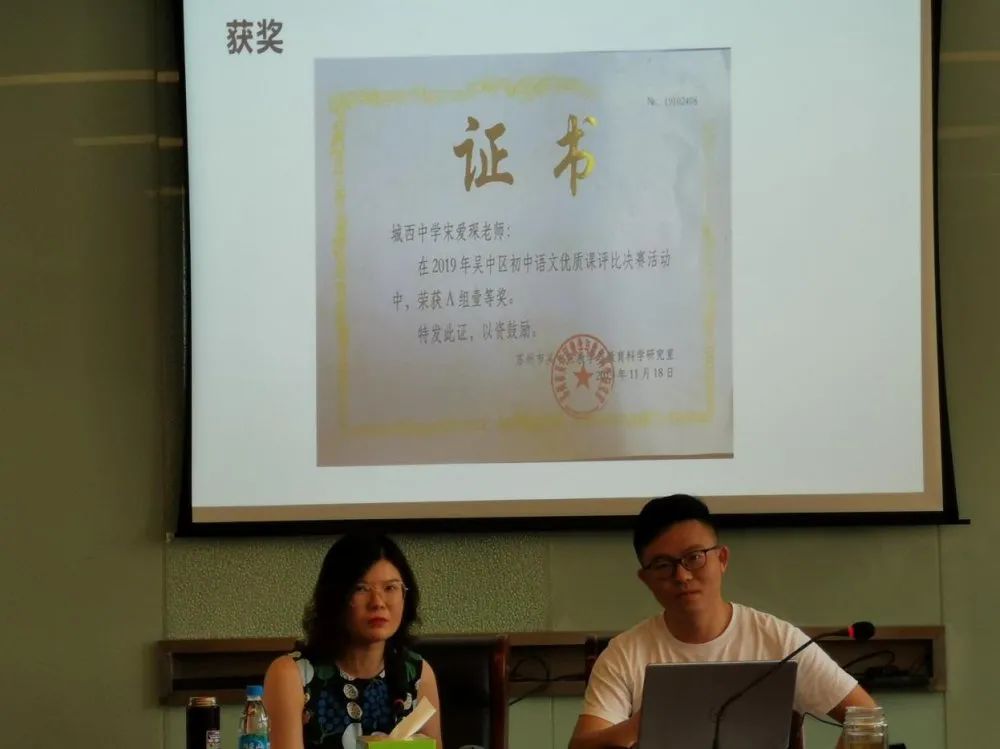 获奖
№. 19102408
证书
城西中学宋爱琛老师：
在2019年吴中区初中语文优质课评比决赛活动
中，荣获A组壹等奖。
特发此证，以资鼓励。
苏州市吴 教育科学研究室
年11月18日